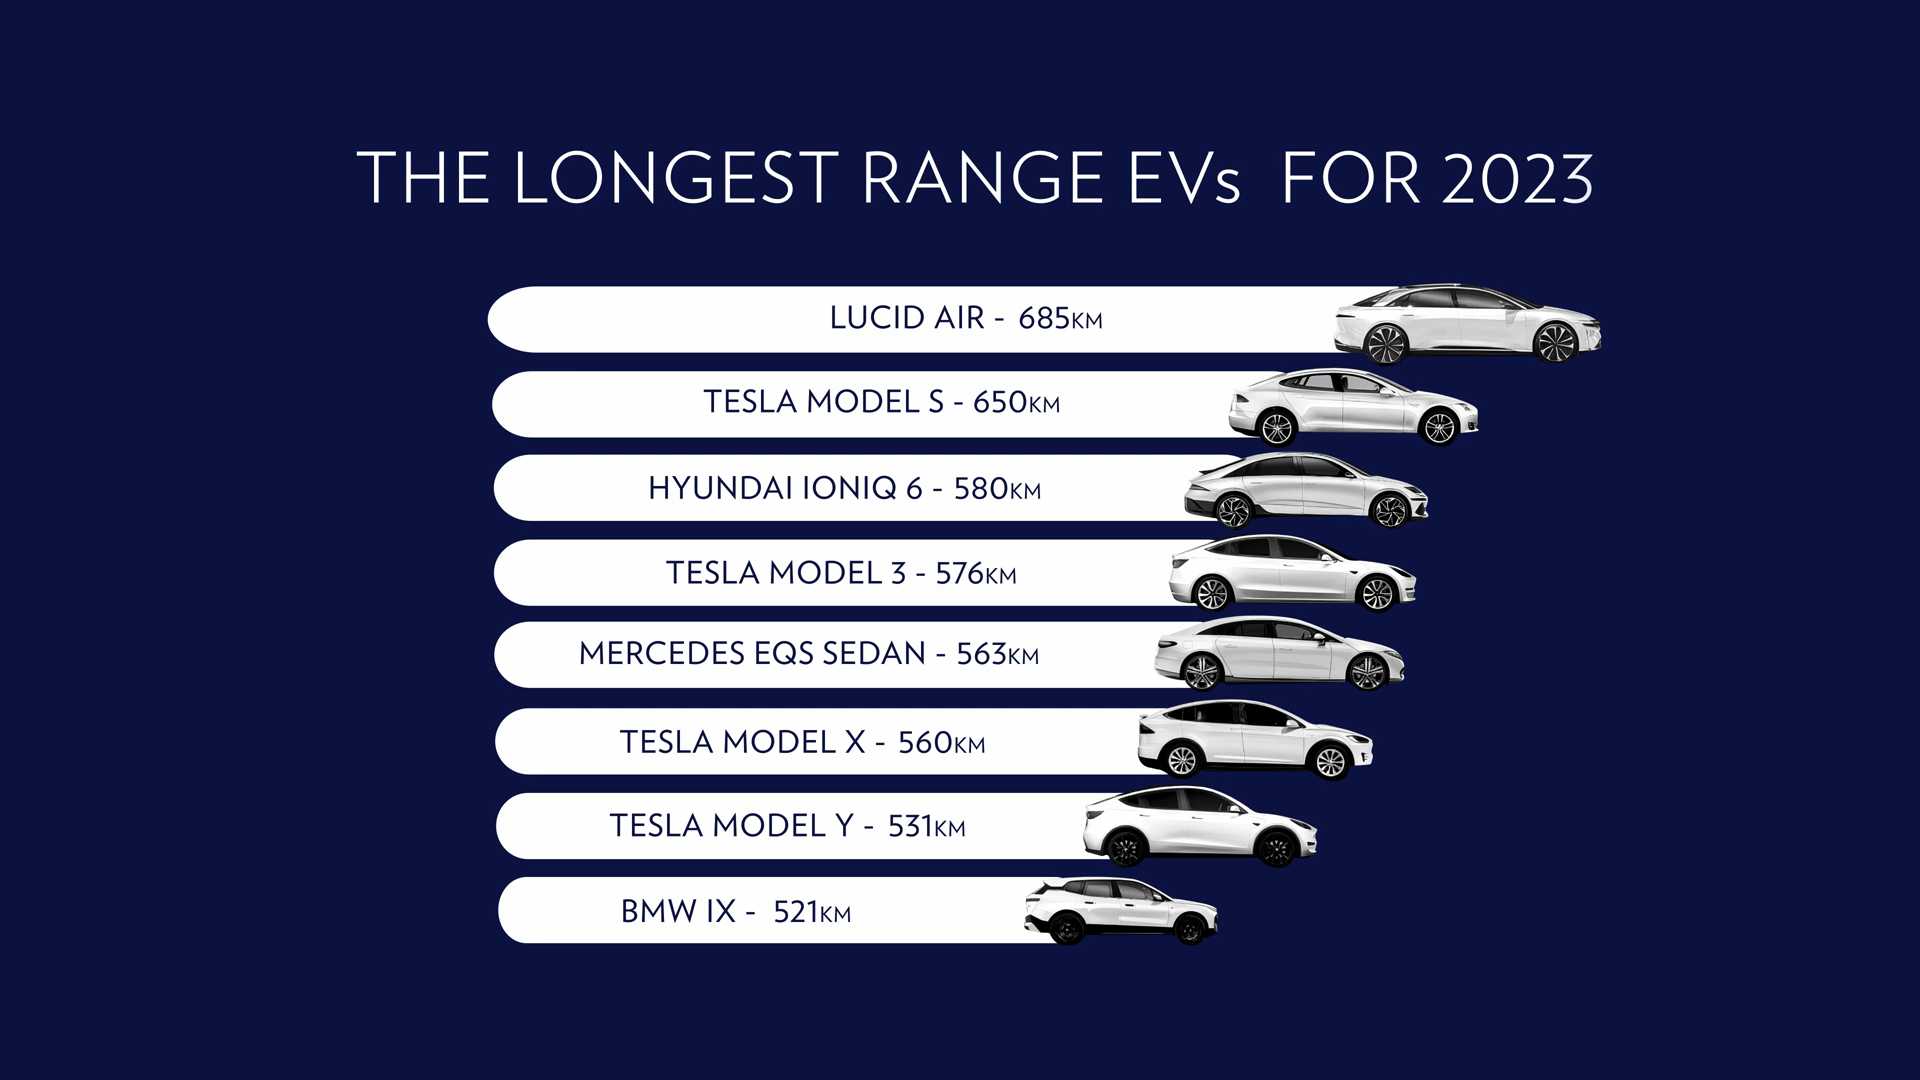 THE LONGEST RANGE EVs FOR 2023
LUCID AIR - 685KM
TESLA MODEL S - 650KM
HYUNDAI IONIQ 6 - 580KM
TESLA MODEL 3 - 576KM
MERCEDES EQS SEDAN - 563KM
TESLA MODEL X - 560KM
TESLA MODEL Y - 531KM
BMW IX - 521KM